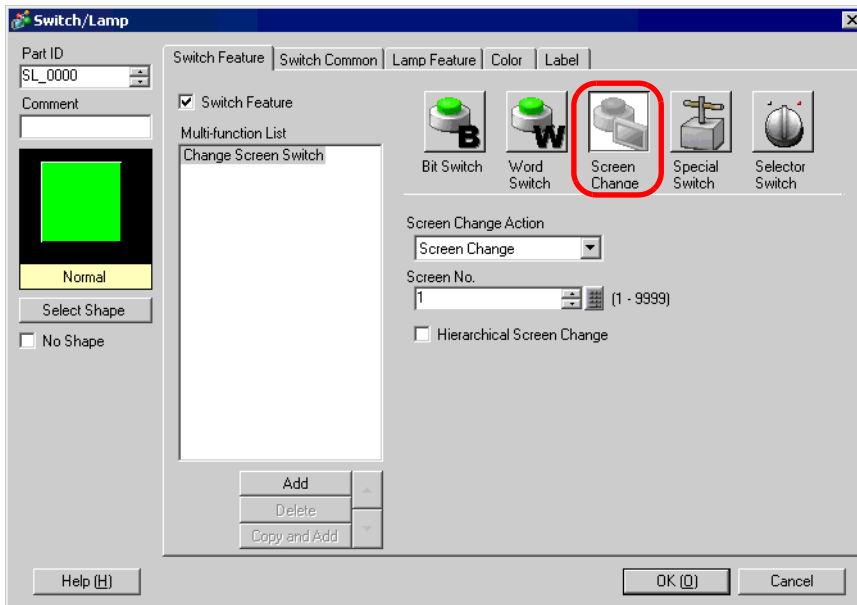 Switch/Lamp
Part ID
SL_0000
Comment
Normal
Select Shape
No Shape
Switch Feature
Switch Common
Lamp Feature
Color
Label
Switch Feature
Multi-function List
Change Screen Switch
Add
Delete
Copy and Add
B
Bit Switch
W
Word
Switch
Screen
Change
Special
Switch
Selector
Switch
Screen Change Action
Screen Change
Screen No.
1
(1 - 9999)
Hierarchical Screen Change
Help (H)
OK (O)
Cancel